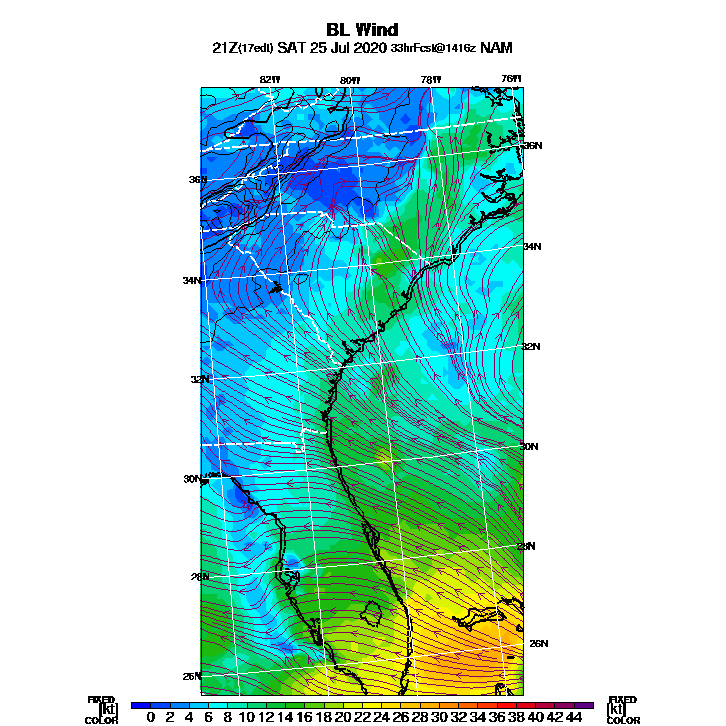 BL Wind
21Z(17edt) SAT 25 Jul 2020 33hrFcst@1416z NAM
82W 80W 78W 76W
36N
36N
34N
34N
32N
32N
30N
30N
28N
28N
26N
26N
FIXED FIXED
[kt] 0 2 4 6 8 10 12 14 16 18 20 22 24 26 28 30 32 34 36 38 40 42 44 [kt]
COLOR COLOR